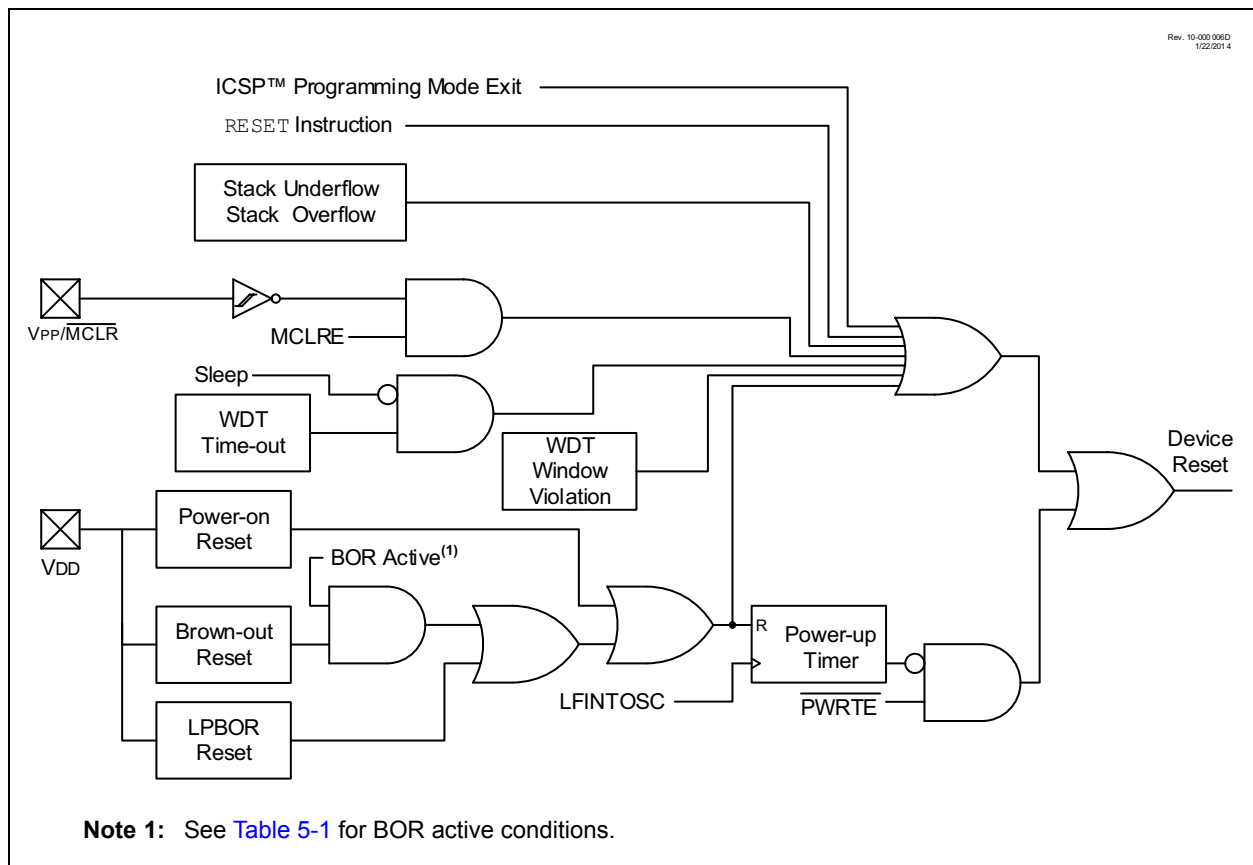 Rev. 10-000 006D
1/22/201 4
ICSP™ Programming Mode Exit
RESET Instruction
Stack Underflow
Stack Overflow
VPP/MCLR
MCLRE
Sleep
WDT
Time-out
WDT
Window
Violation
Device
Reset
VDD
Power-on
Reset
BOR Active(1)
Brown-out
Reset
R
Power-up
Timer
LFINTOSC
PWRTE
LPBOR
Reset
Note 1: See Table 5-1 for BOR active conditions.